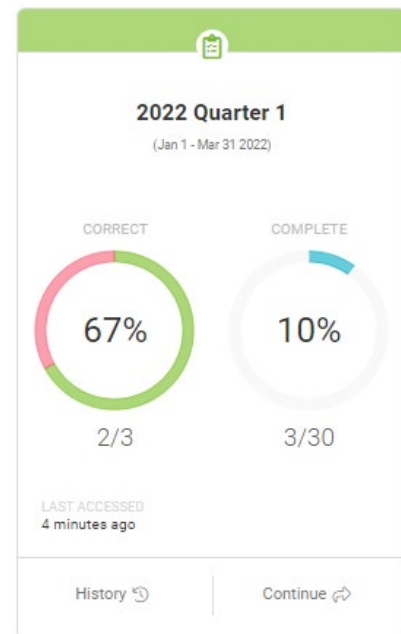 2022 Quarter 1
(Jan 1 - Mar 31 2022)
CORRECT
67%
2/3
COMPLETE
10%
3/30
LAST ACCESSED
4 minutes ago
History
Continue